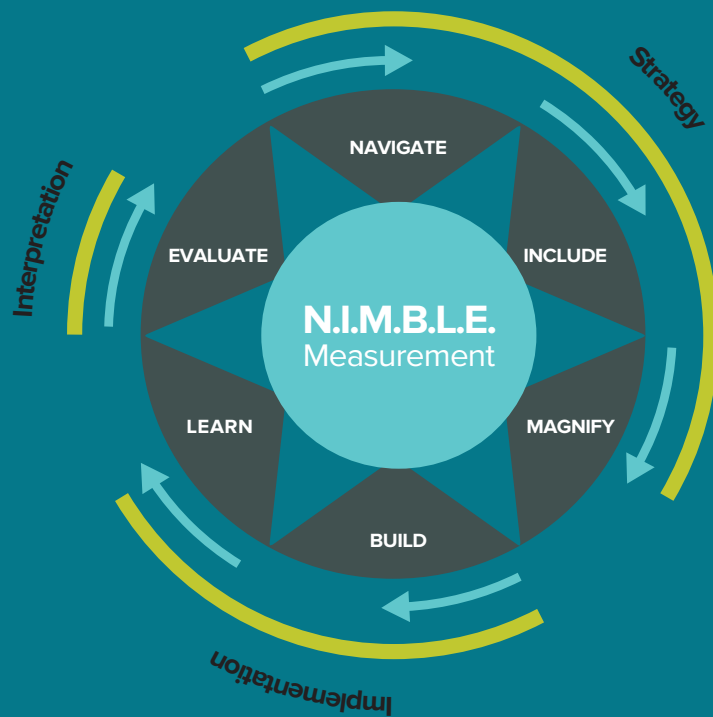 Strategy
NAVIGATE
INCLUDE
MAGNIFY
BUILD
LEARN
EVALUATE
N.I.M.B.L.E.
Measurement
Implementation
Interpretation